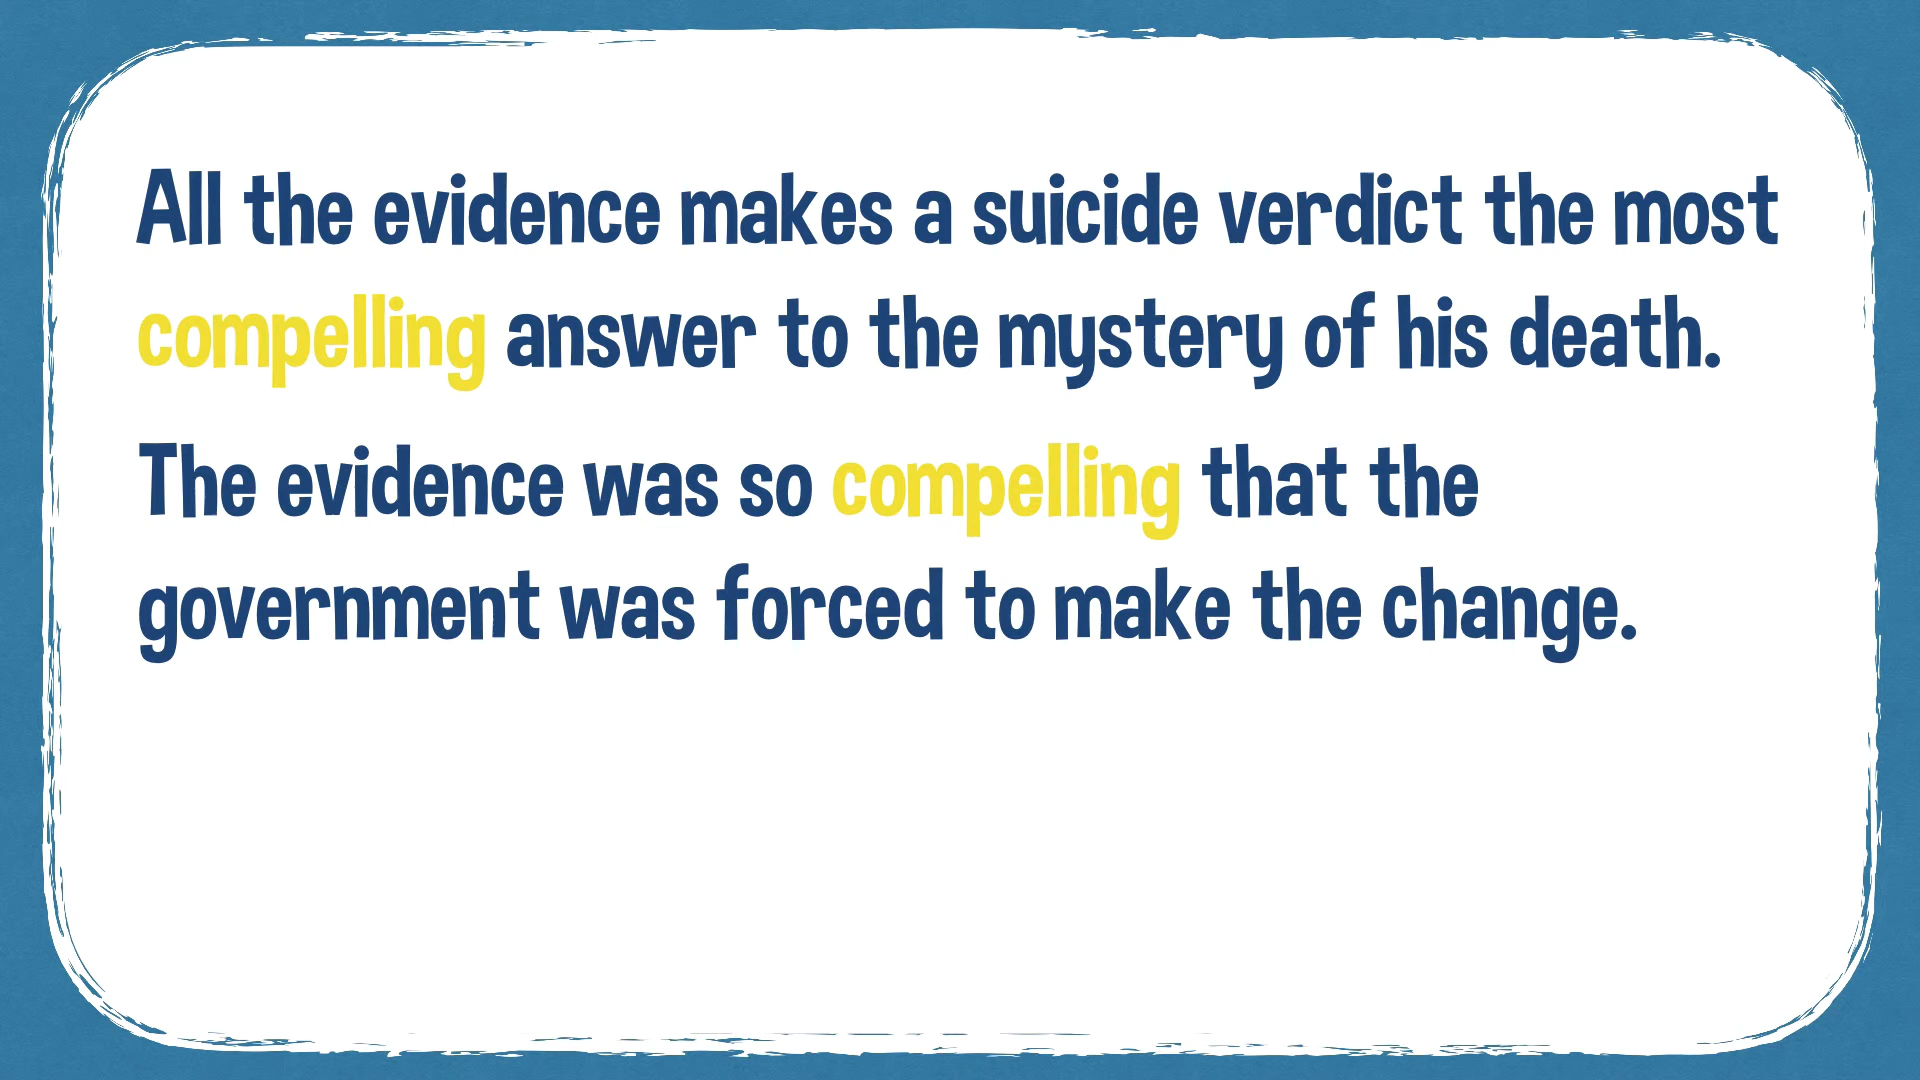 All the evidence makes a suicide verdict the most
compelling answer to the mystery of his death.
The evidence was so compelling that the
government was forced to make the change.